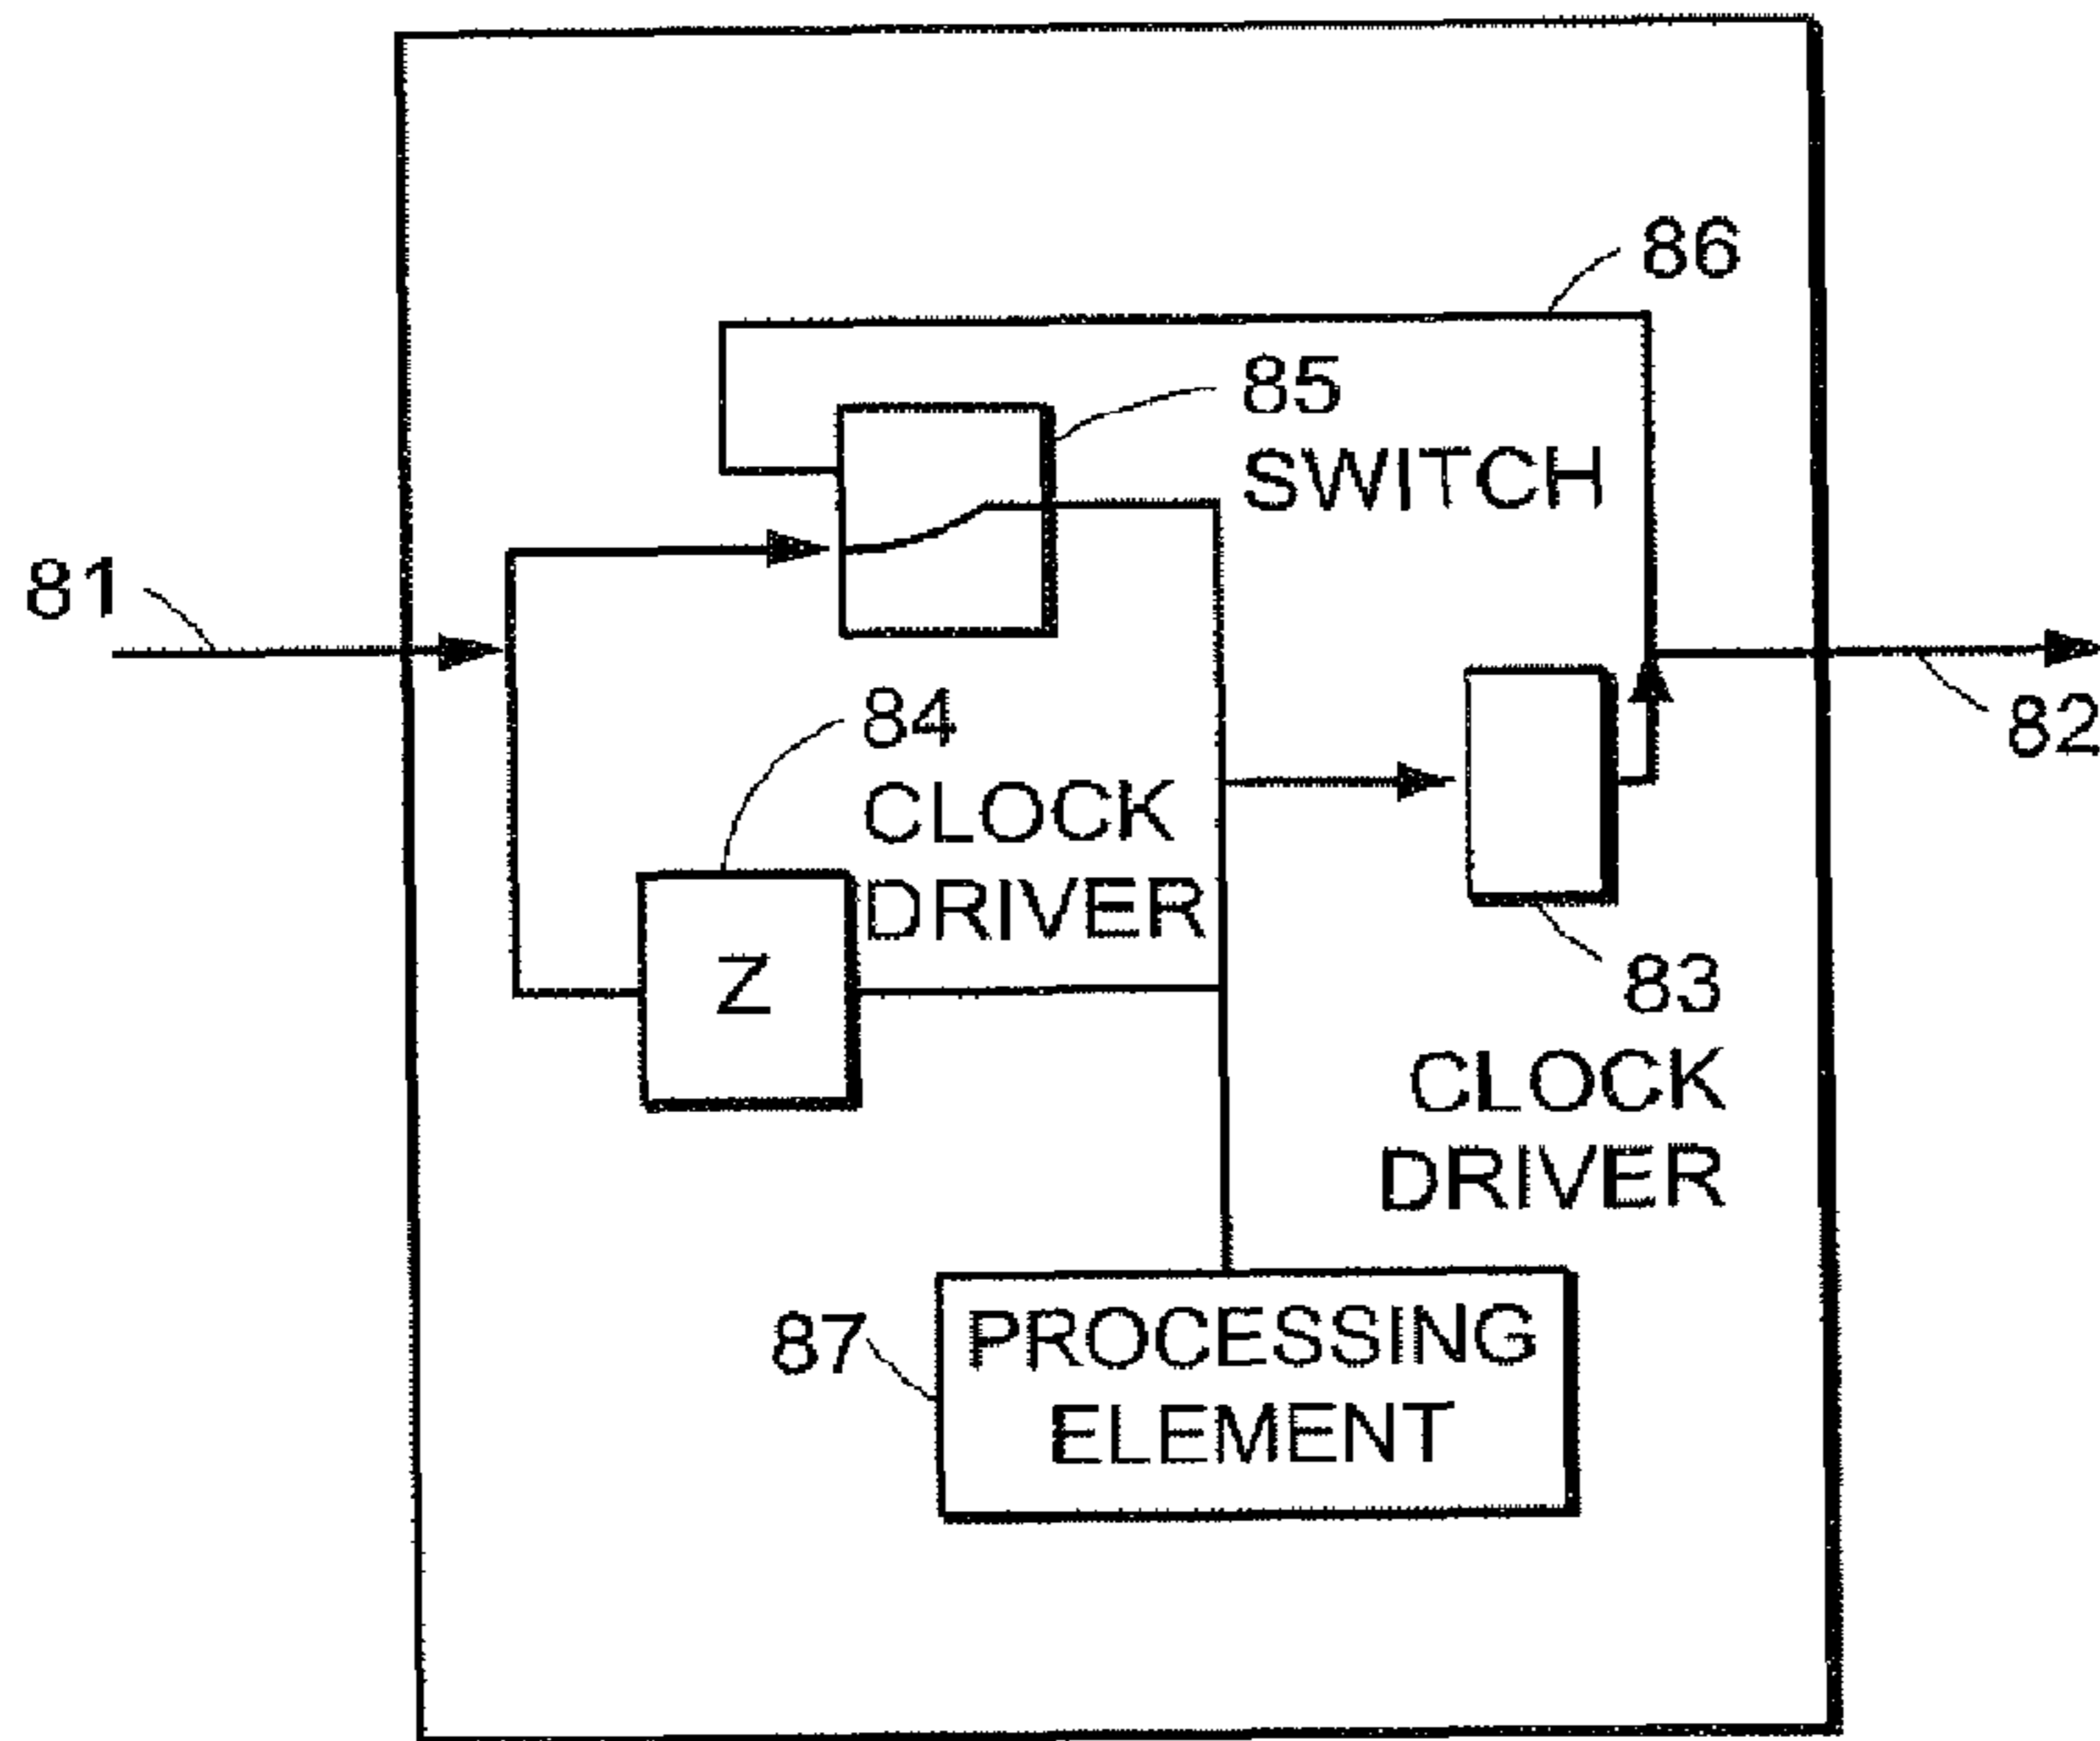 86
85
SWITCH
81
84
CLOCK
DRIVER
82
Z
83
CLOCK
DRIVER
87
PROCESSING
ELEMENT